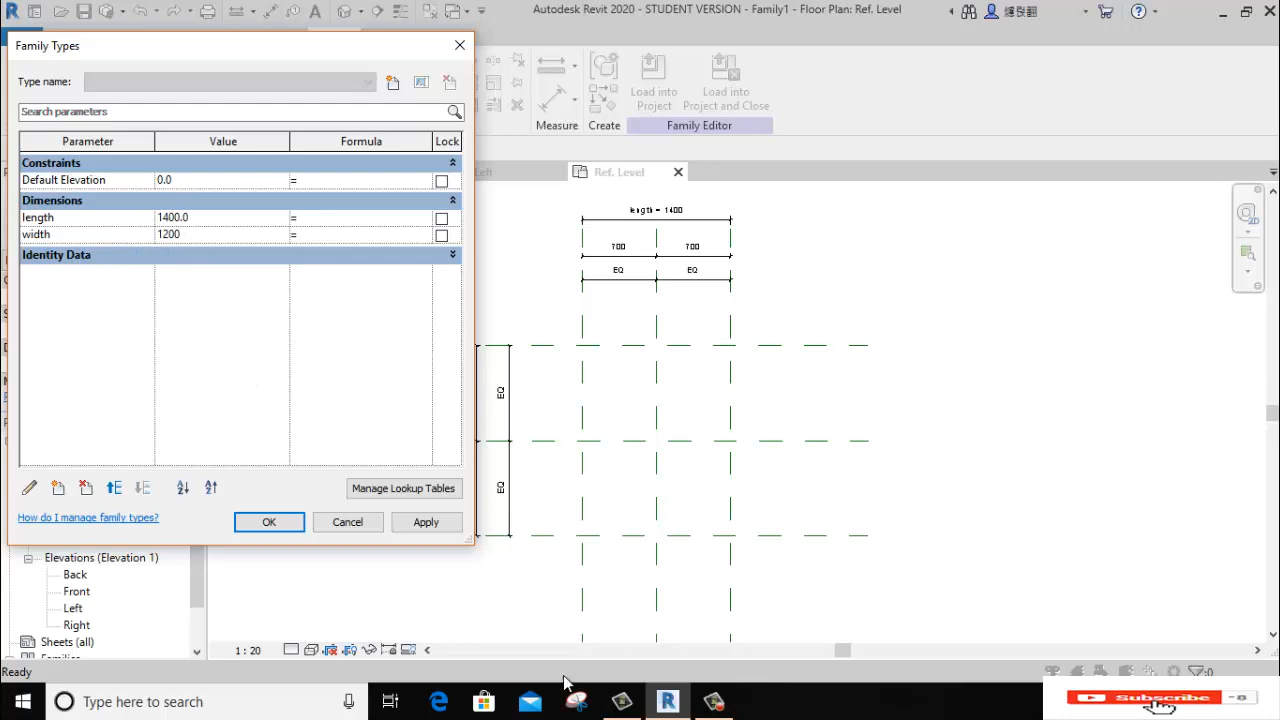 Autodesk Revit 2020 - STUDENT VERSION - Family1 - Floor Plan: Ref. Level
Family Types
Type name:
Search parameters
Parameter Value Formula Lock
Constraints
Default Elevation 0.0 =
Dimensions
length 1400.0 =
width 1200 =
Identity Data
Manage Lookup Tables
How do I manage family types?
OK Cancel Apply
Measure Create
Load into Project
Load into Project and Close
Family Editor
Left
Ref. Level
length = 1400
700 700
EQ EQ
EQ
EQ
Elevations (Elevation 1)
Back
Front
Left
Right
Sheets (all)
1 : 20
Ready
:0
Type here to search
Subscribe